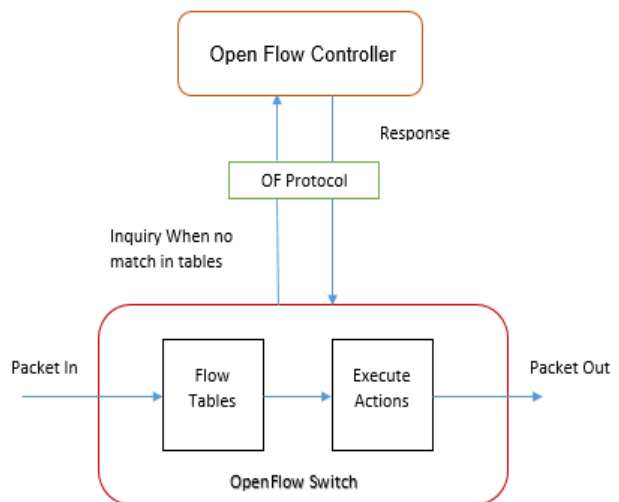 Open Flow Controller
Response
OF Protocol
Inquiry When no
match in tables
Packet In
Flow
Tables
Execute
Actions
Packet Out
OpenFlow Switch